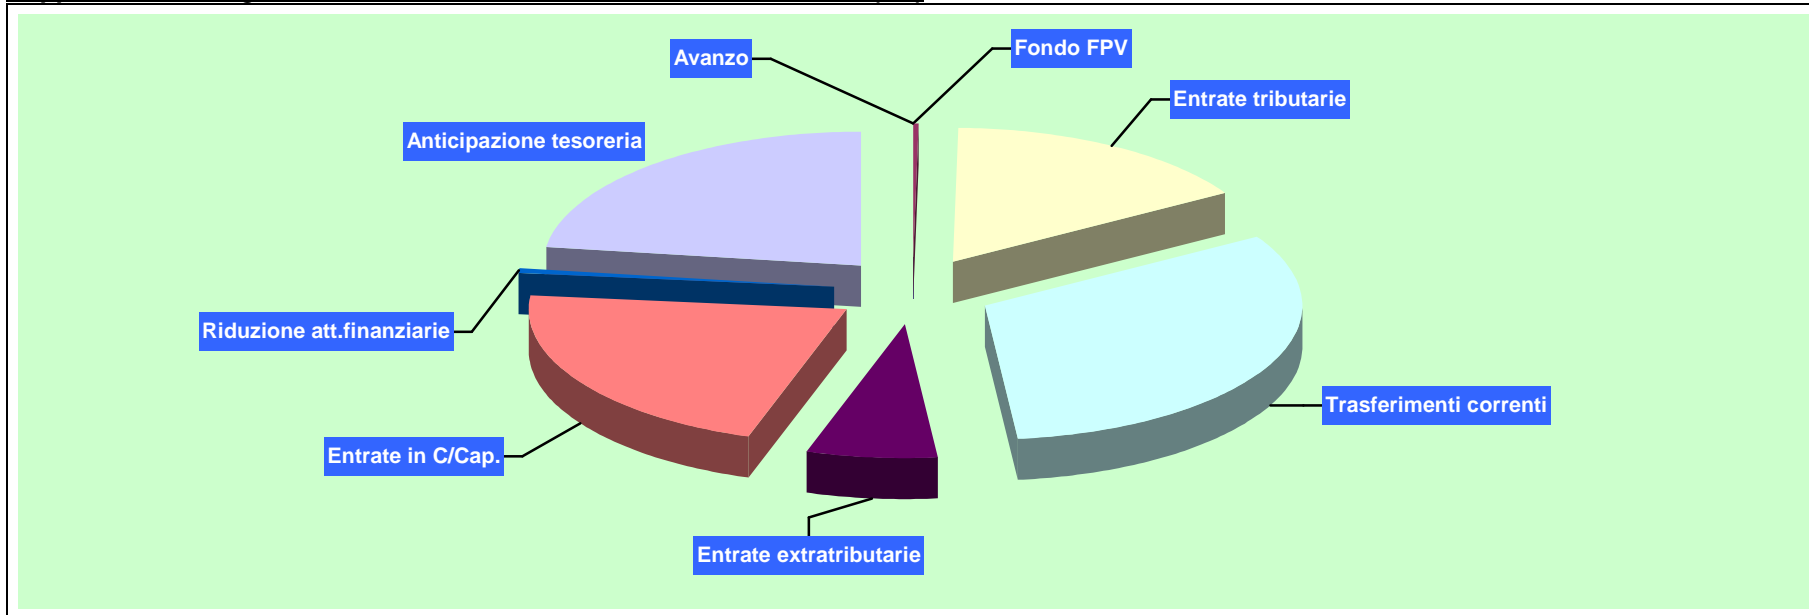 Avanzo
Fondo FPV
Entrate tributarie
Anticipazione tesoreria
Riduzione att.finanziarie
Trasferimenti correnti
Entrate in C/Cap.
Entrate extratributarie